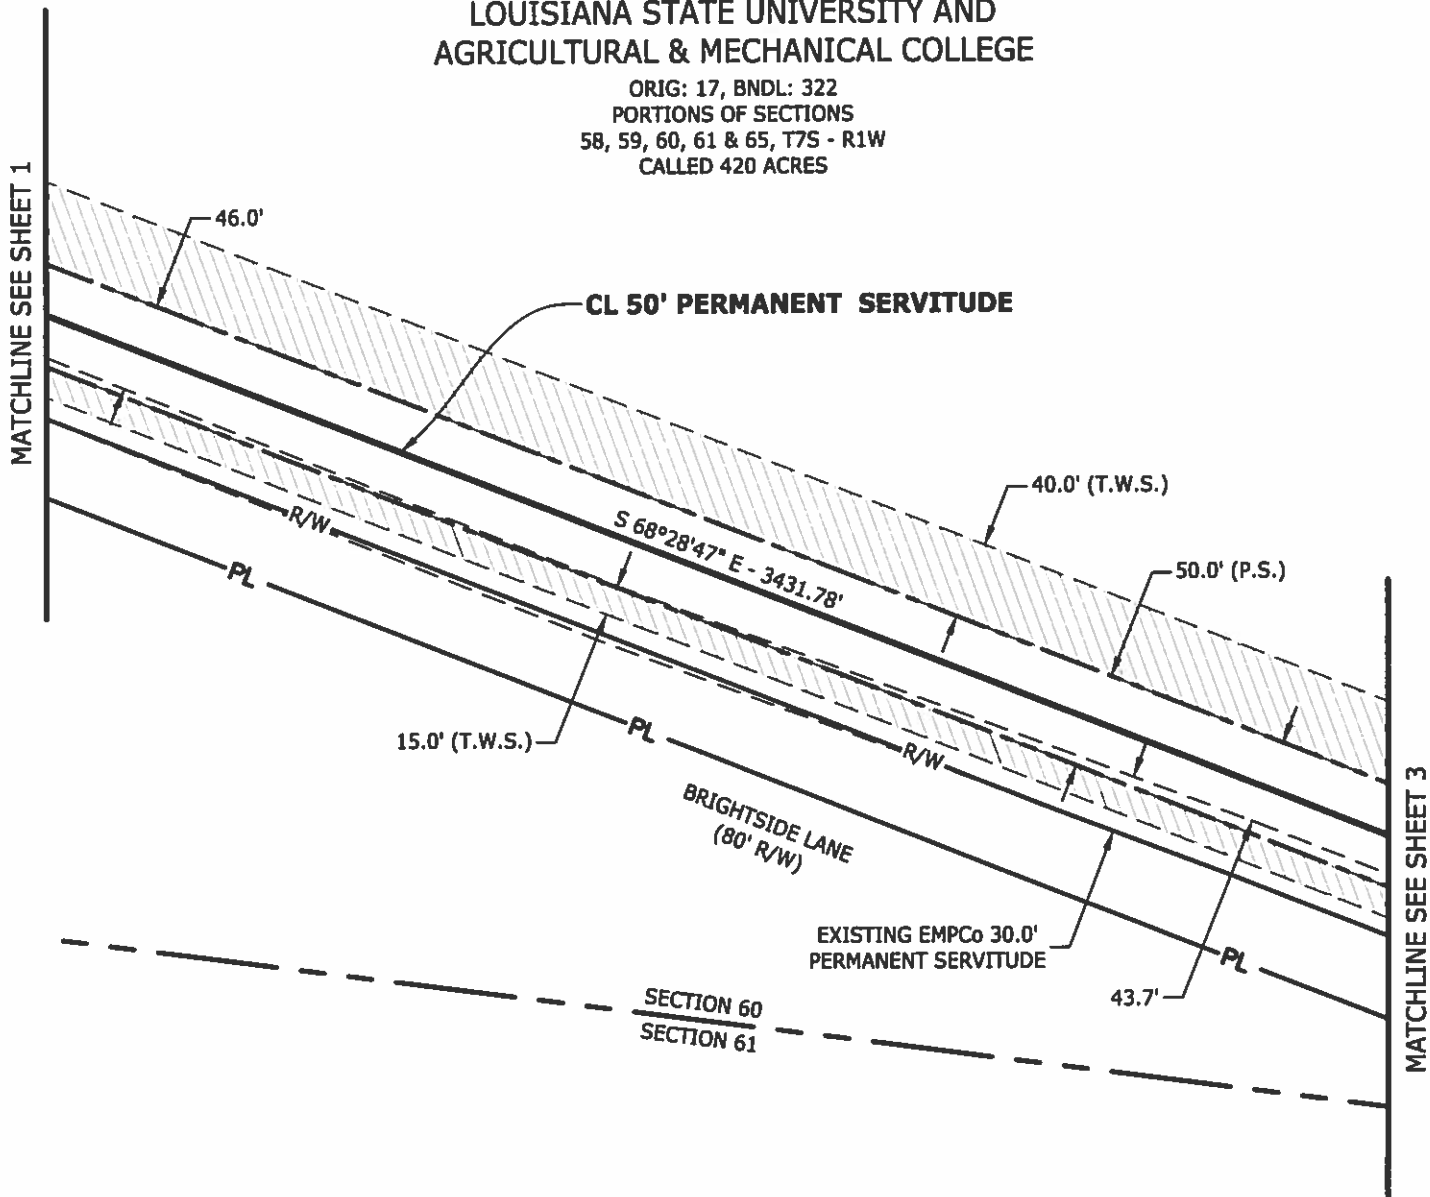 LOUISIANA STATE UNIVERSITY AND
AGRICULTURAL & MECHANICAL COLLEGE
ORIG: 17, BNDL: 322
PORTIONS OF SECTIONS
58, 59, 60, 61 & 65, T7S - R1W
CALLED 420 ACRES
MATCHLINE SEE SHEET 1
46.0'
CL 50' PERMANENT SERVITUDE
40.0' (T.W.S.)
S 68°28'47" E - 3431.78'
R/W
50.0' (P.S.)
PL
15.0' (T.W.S.)
PL
R/W
BRIGHTSIDE LANE
(80' R/W)
EXISTING EMPCo 30.0'
PERMANENT SERVITUDE
PL
43.7'
SECTION 60
SECTION 61
MATCHLINE SEE SHEET 3